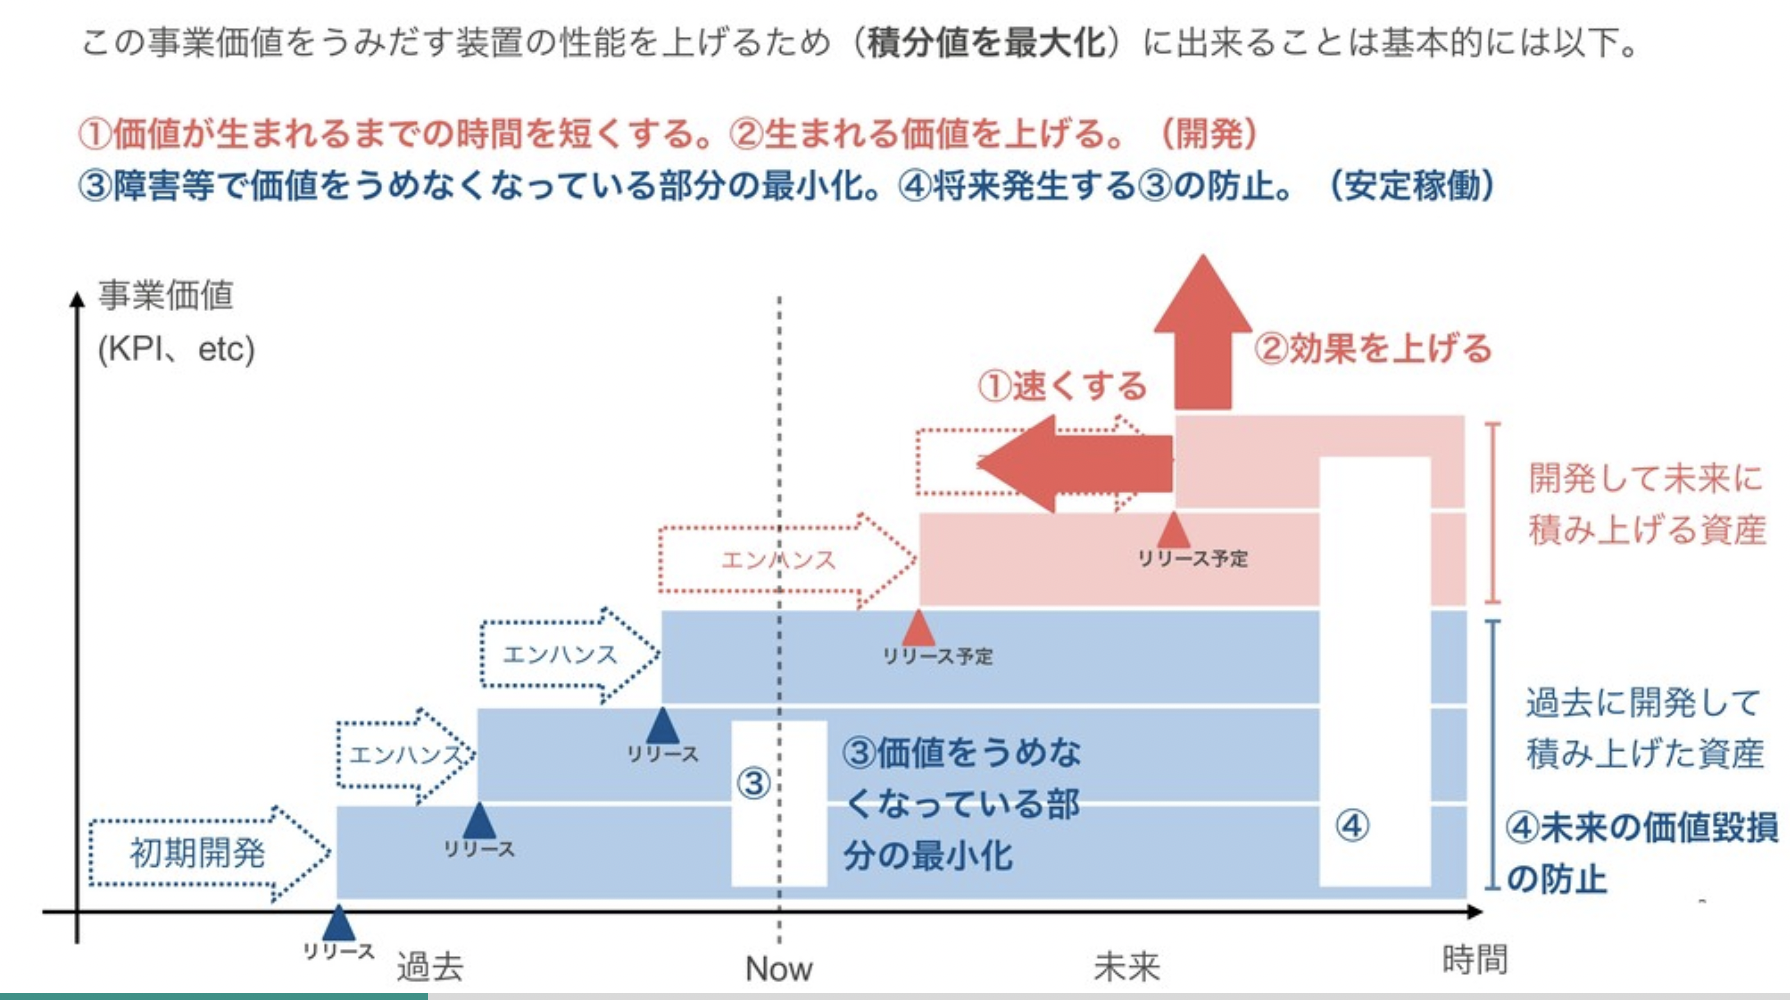 この事業価値をうみだす装置の性能を上げるため（積分値を最大化）に出来ることは基本的には以下。
①価値が生まれるまでの時間を短くする。②生まれる価値を上げる。（開発）
③障害等で価値をうめなくなっている部分の最小化。④将来発生する③の防止。（安定稼働）
事業価値
(KPI、etc)
②効果を上げる
①速くする
開発して未来に
積み上げる資産
エンハンス
リリース予定
エンハンス
リリース予定
過去に開発して
積み上げた資産
エンハンス
リリース
③
③価値をうめな
くなっている部
分の最小化
④
④未来の価値毀損
の防止
初期開発
リリース
リリース
過去
Now
未来
時間